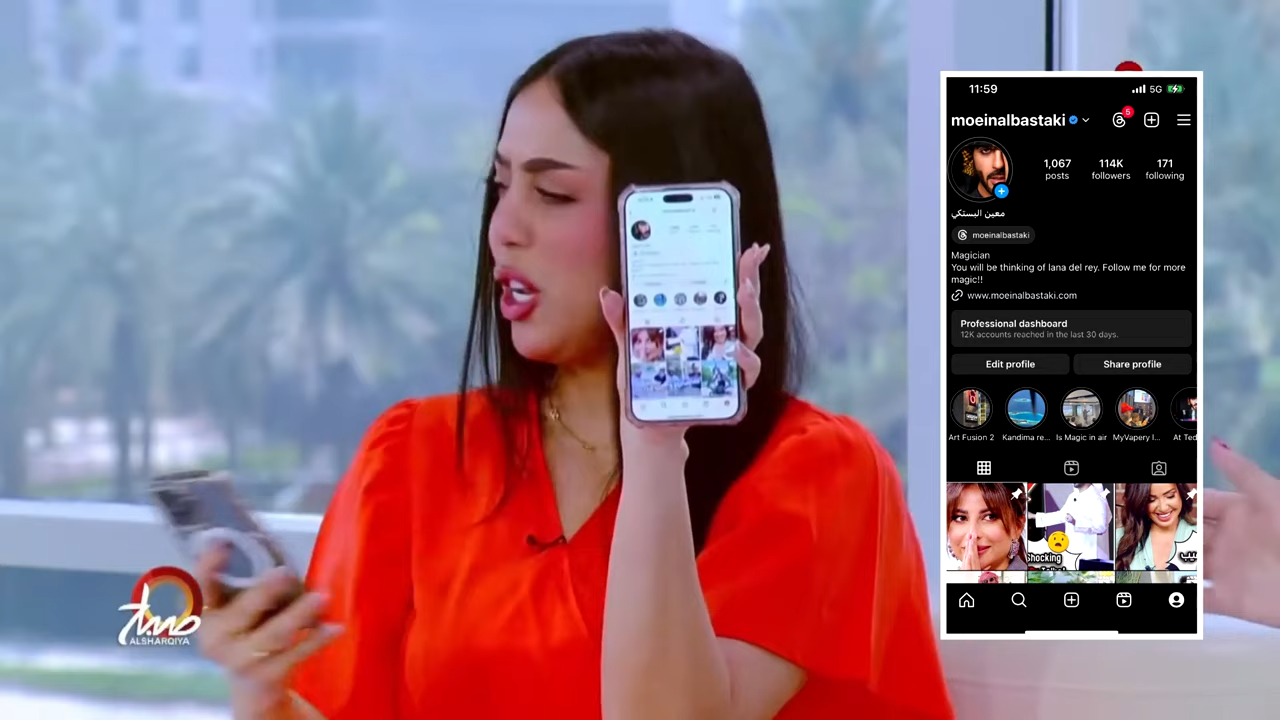 11:59
5G
moeinalbastaki
5
1,067
posts
114K
followers
171
following
معين البستكي
moeinalbastaki
Magician
You will be thinking of lana del rey. Follow me for more
magic!!
www.moeinalbastaki.com
Professional dashboard
12K accounts reached in the last 30 days.
Edit profile
Share profile
Art Fusion 2
Kandima re...
Is Magic in air
MyVapery I...
At Ted
Shocking
ALSHARQIYA